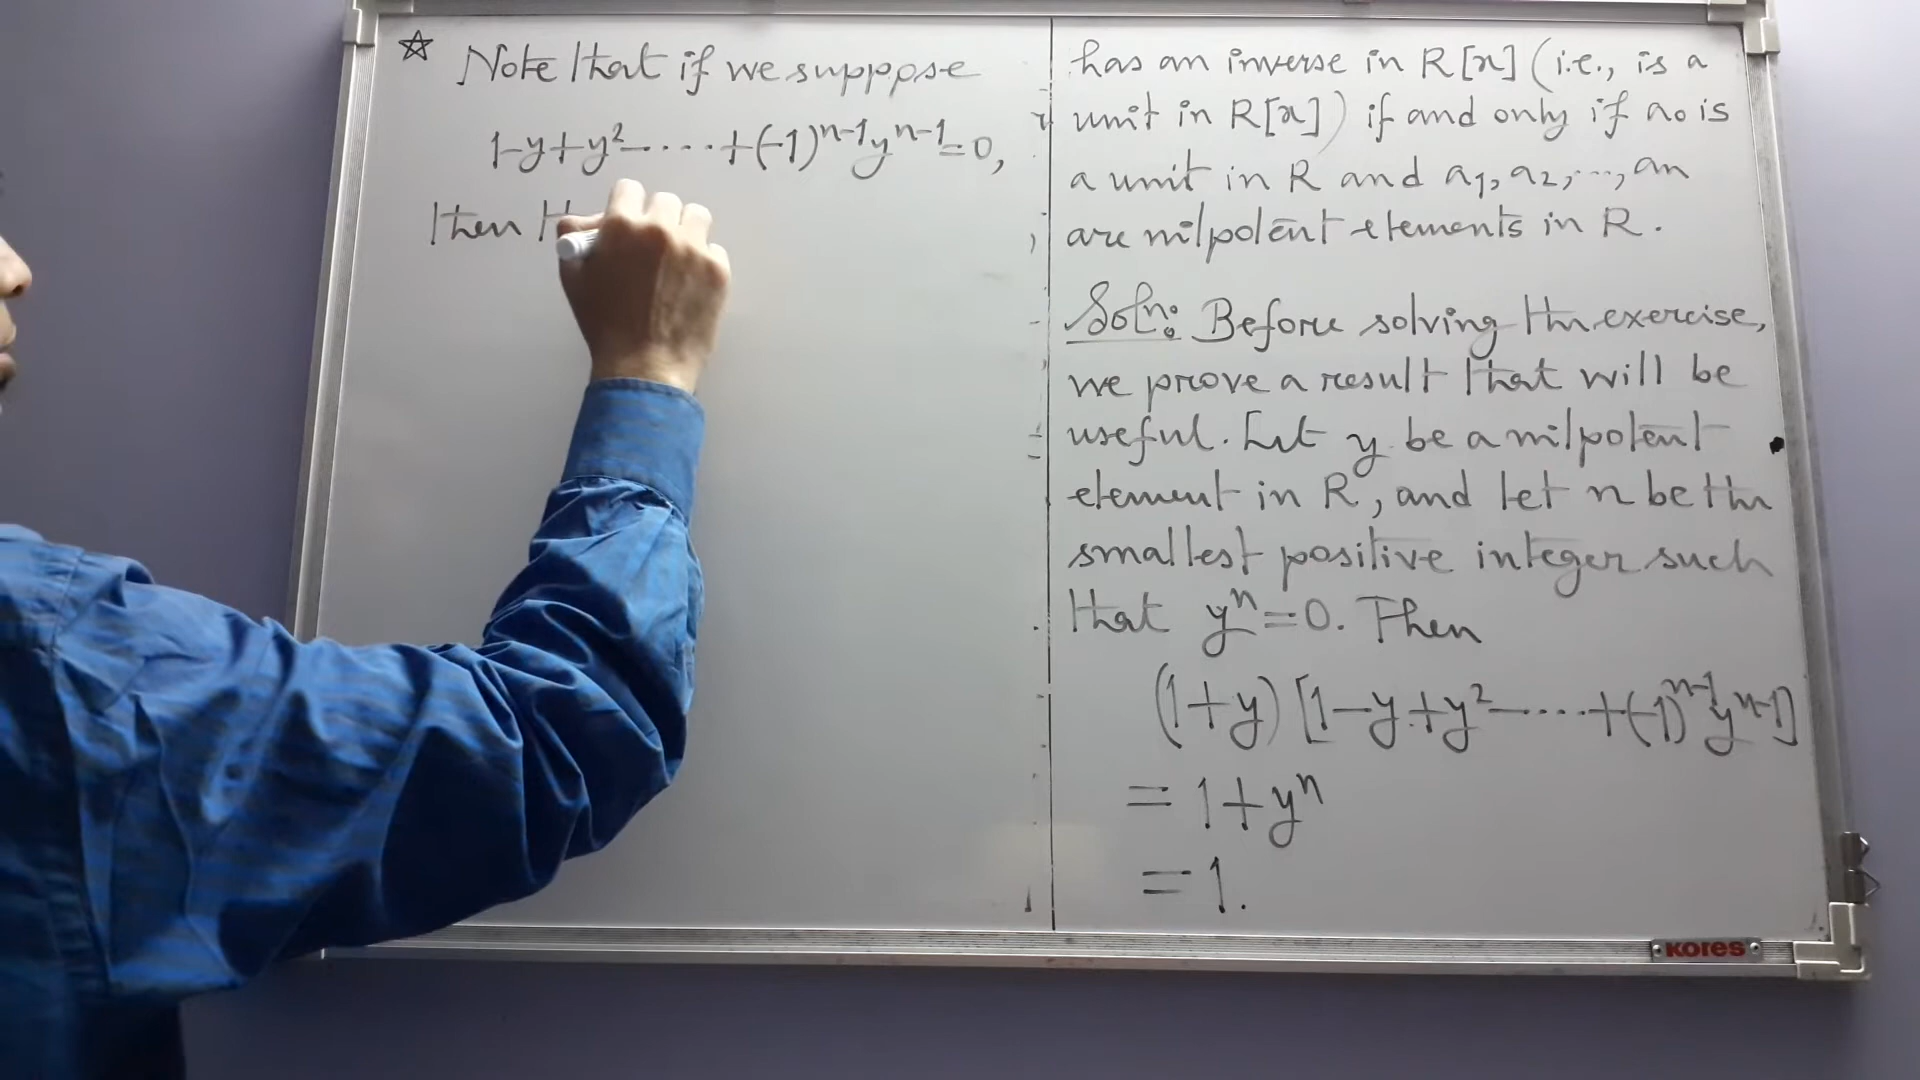 ☆ Note that if we suppose
1-y+y²-....+(-1)ⁿ⁻¹yⁿ⁻¹=0,
then
has an inverse in R[x] (i.e., is a
unit in R[x]) if and only if a₀ is
a unit in R and a₁, a₂, ..., aₙ
are nilpotent elements in R.
Soln: Before solving the exercise,
we prove a result that will be
useful. Let y be a nilpotent
element in R, and let n be the
smallest positive integer such
that yⁿ=0. Then
(1+y)[1-y+y²-....+(-1)ⁿ⁻¹yⁿ⁻¹]
= 1+yⁿ
= 1.
KORES